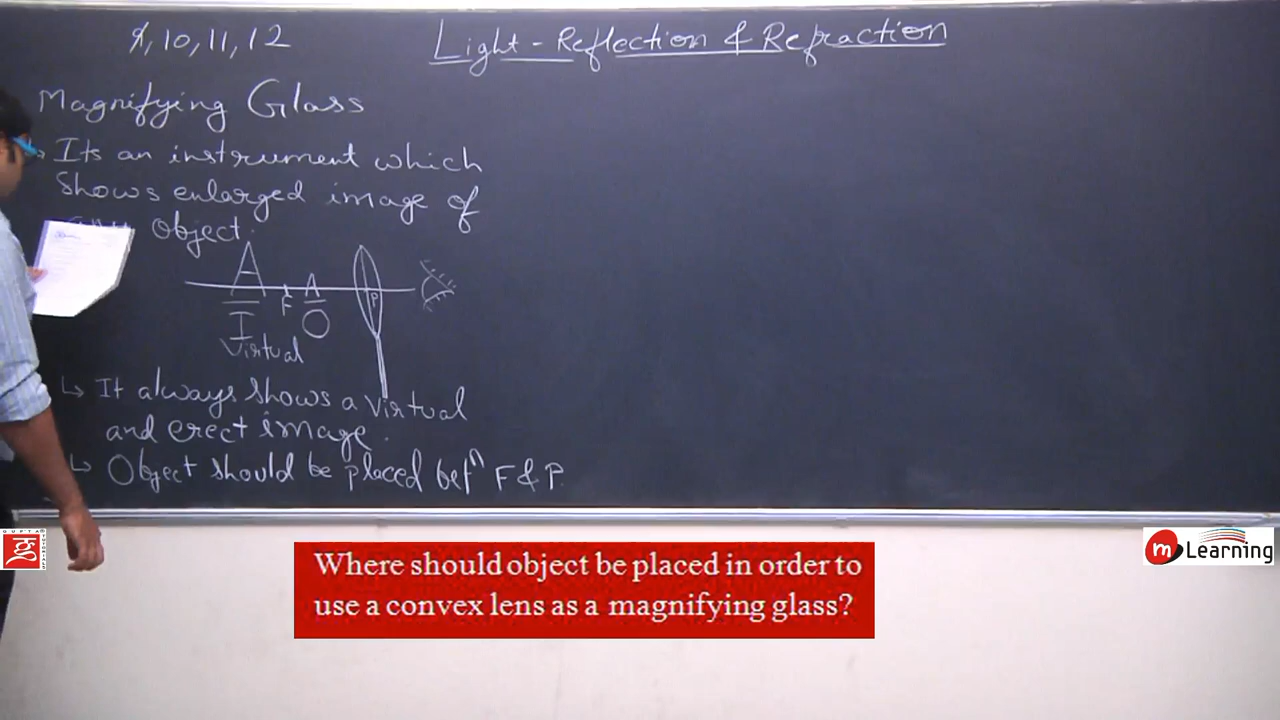 9, 10, 11, 12
Light - Reflection & Refraction
Magnifying Glass
Its an instrument which
shows enlarged image of
object.
A
A
F
P
I
O
Virtual
↳ It always shows a virtual
and erect image.
↳ Object should be placed betⁿ F & P.
GUPTA
m Learning
Where should object be placed in order to
use a convex lens as a magnifying glass?